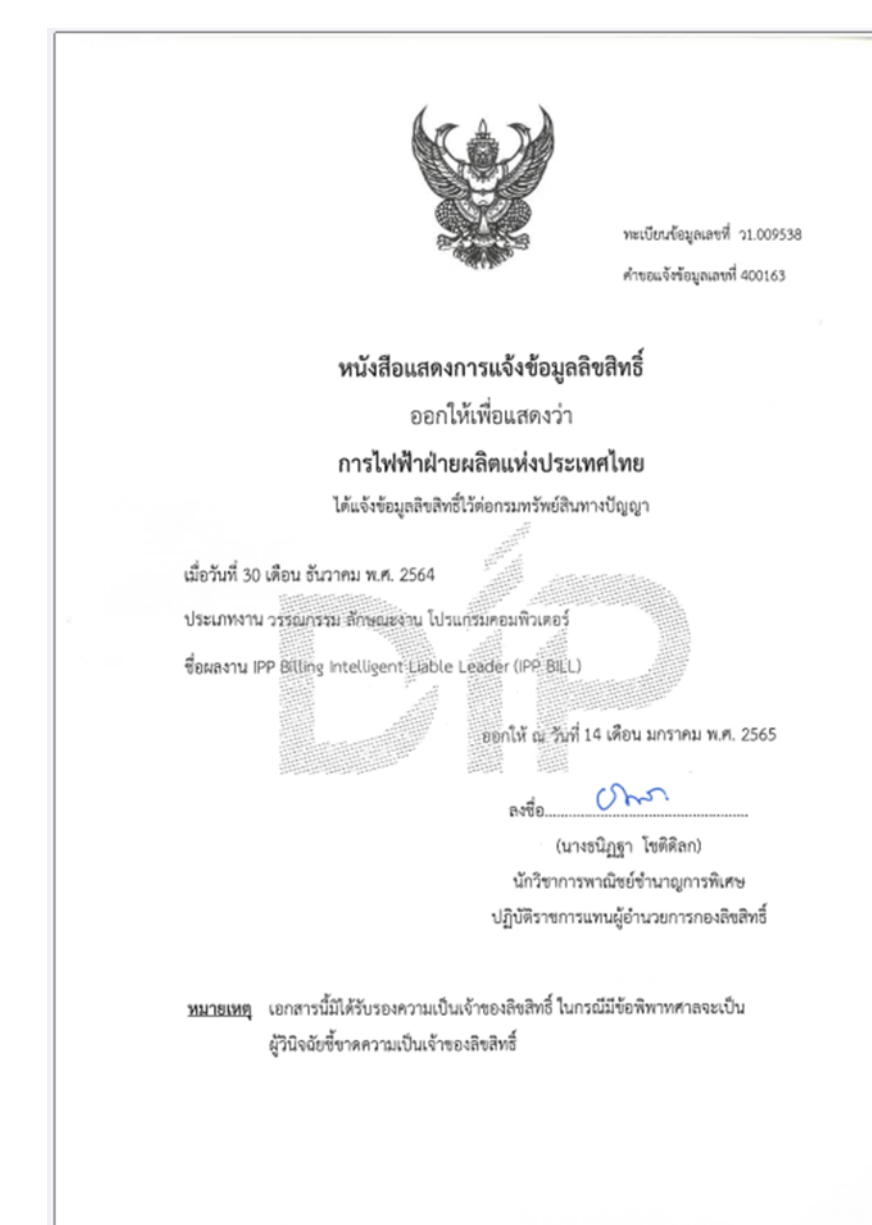 ทะเบียนข้อมูลเลขที่ ว1.009538
คำขอแจ้งข้อมูลเลขที่ 400163
หนังสือแสดงการแจ้งข้อมูลลิขสิทธิ์
ออกให้เพื่อแสดงว่า
การไฟฟ้าฝ่ายผลิตแห่งประเทศไทย
ได้แจ้งข้อมูลลิขสิทธิ์ไว้ต่อกรมทรัพย์สินทางปัญญา
เมื่อวันที่ 30 เดือน ธันวาคม พ.ศ. 2564
ประเภทงาน วรรณกรรม ลักษณะงาน โปรแกรมคอมพิวเตอร์
ชื่อผลงาน IPP Billing Intelligent Liable Leader (IPP BILL)
DIP
ออกให้ ณ วันที่ 14 เดือน มกราคม พ.ศ. 2565
ลงชื่อ
(นางธนิฏฐา โชติดิลก)
นักวิชาการพาณิชย์ชำนาญการพิเศษ
ปฏิบัติราชการแทนผู้อำนวยการกองลิขสิทธิ์
หมายเหตุ เอกสารนี้มิได้รับรองความเป็นเจ้าของลิขสิทธิ์ ในกรณีมีข้อพิพาทศาลจะเป็น
ผู้วินิจฉัยชี้ขาดความเป็นเจ้าของลิขสิทธิ์